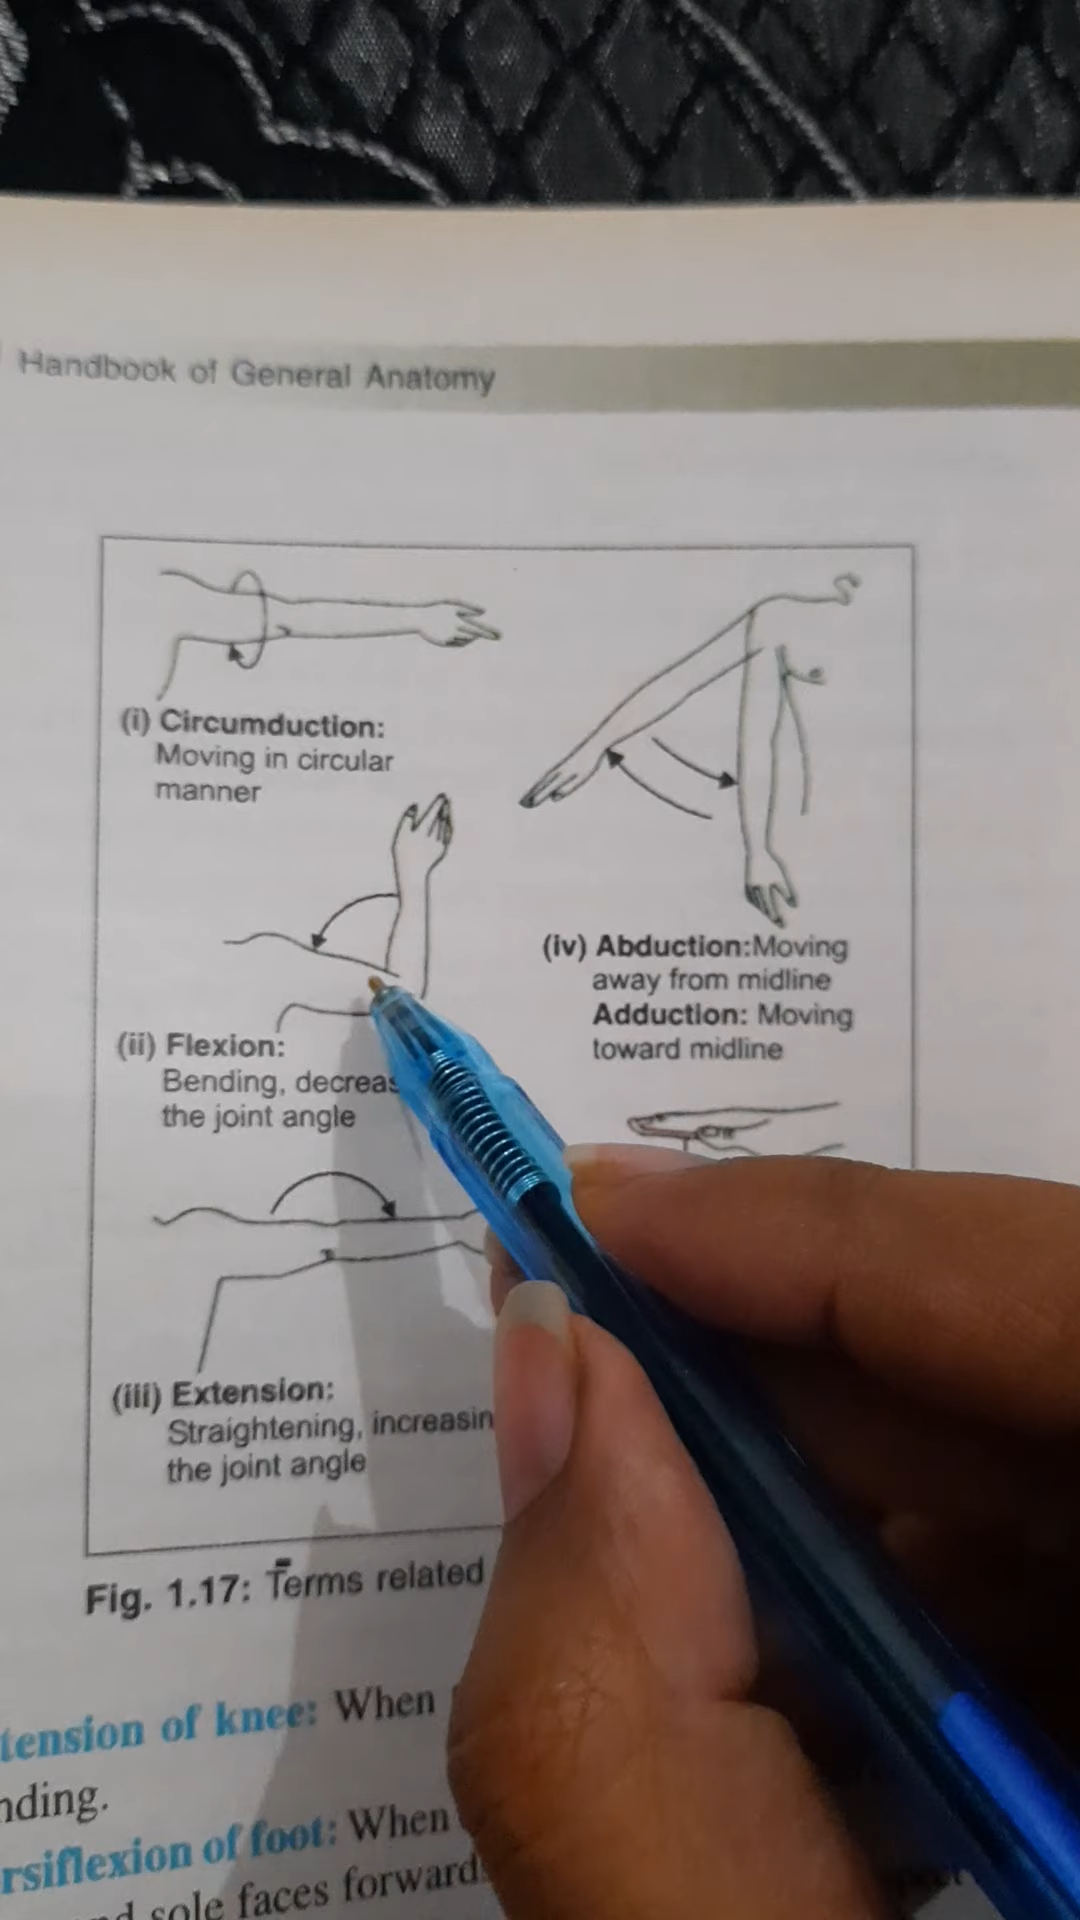 Handbook of General Anatomy
(i) Circumduction:
Moving in circular
manner
(ii) Flexion:
Bending, decreas
the joint angle
(iii) Extension:
Straightening, increasin
the joint angle
(iv) Abduction:Moving
away from midline
Adduction: Moving
toward midline
Fig. 1.17: Terms related
tension of knee: When
nding.
rsiflexion of foot: When
sole faces forward